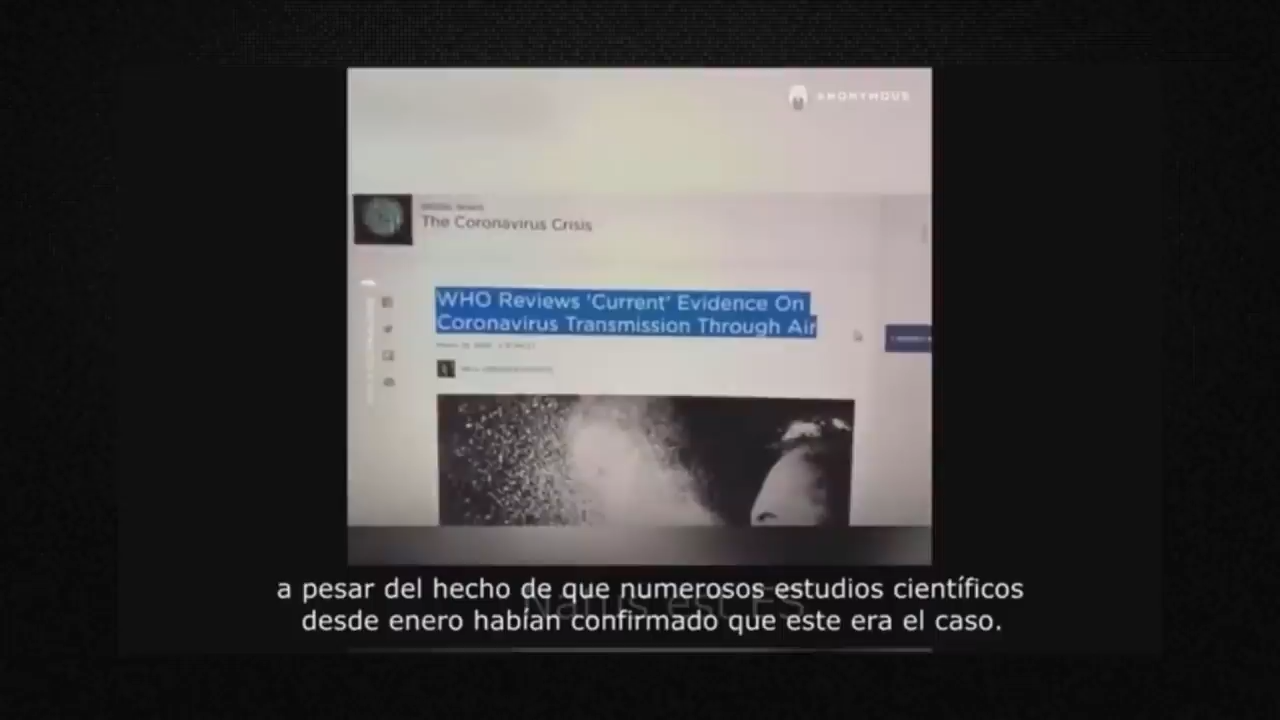 ANONYMOUS
The Coronavirus Crisis
WHO Reviews 'Current' Evidence On
Coronavirus Transmission Through Air
a pesar del hecho de que numerosos estudios científicos
desde enero habían confirmado que este era el caso.